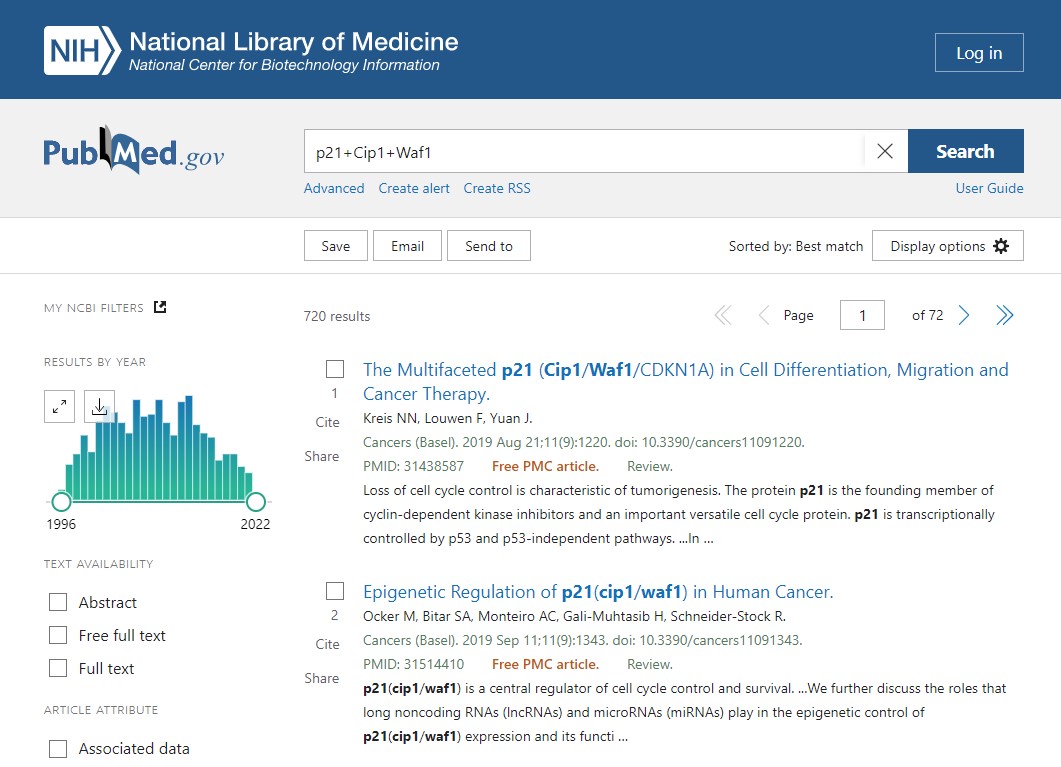 NIH National Library of Medicine
National Center for Biotechnology Information
Log in
PubMed.gov
p21+Cip1+Waf1
Search
Advanced Create alert Create RSS
User Guide
Save Email Send to
Sorted by: Best match Display options
MY NCBI FILTERS
720 results
Page 1 of 72
RESULTS BY YEAR
1996 2022
TEXT AVAILABILITY
Abstract
Free full text
Full text
ARTICLE ATTRIBUTE
Associated data
The Multifaceted p21 (Cip1/Waf1/CDKN1A) in Cell Differentiation, Migration and
Cancer Therapy.
1
Cite
Share
Kreis NN, Louwen F, Yuan J.
Cancers (Basel). 2019 Aug 21;11(9):1220. doi: 10.3390/cancers11091220.
PMID: 31438587 Free PMC article. Review.
Loss of cell cycle control is characteristic of tumorigenesis. The protein p21 is the founding member of
cyclin-dependent kinase inhibitors and an important versatile cell cycle protein. p21 is transcriptionally
controlled by p53 and p53-independent pathways. ...In ...
Epigenetic Regulation of p21(cip1/waf1) in Human Cancer.
2
Cite
Share
Ocker M, Bitar SA, Monteiro AC, Gali-Muhtasib H, Schneider-Stock R.
Cancers (Basel). 2019 Sep 11;11(9):1343. doi: 10.3390/cancers11091343.
PMID: 31514410 Free PMC article. Review.
p21(cip1/waf1) is a central regulator of cell cycle control and survival. ...We further discuss the roles that
long noncoding RNAs (lncRNAs) and microRNAs (miRNAs) play in the epigenetic control of
p21(cip1/waf1) expression and its functi ...